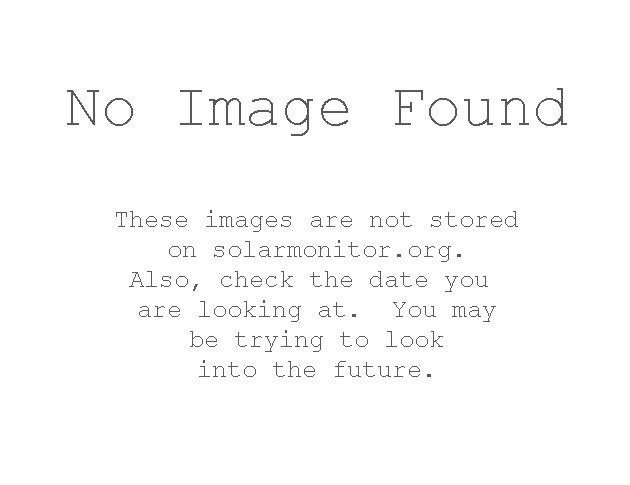 No Image Found
These images are not stored
on solarmonitor.org.
Also, check the date you
are looking at.  You may
be trying to look
into the future.